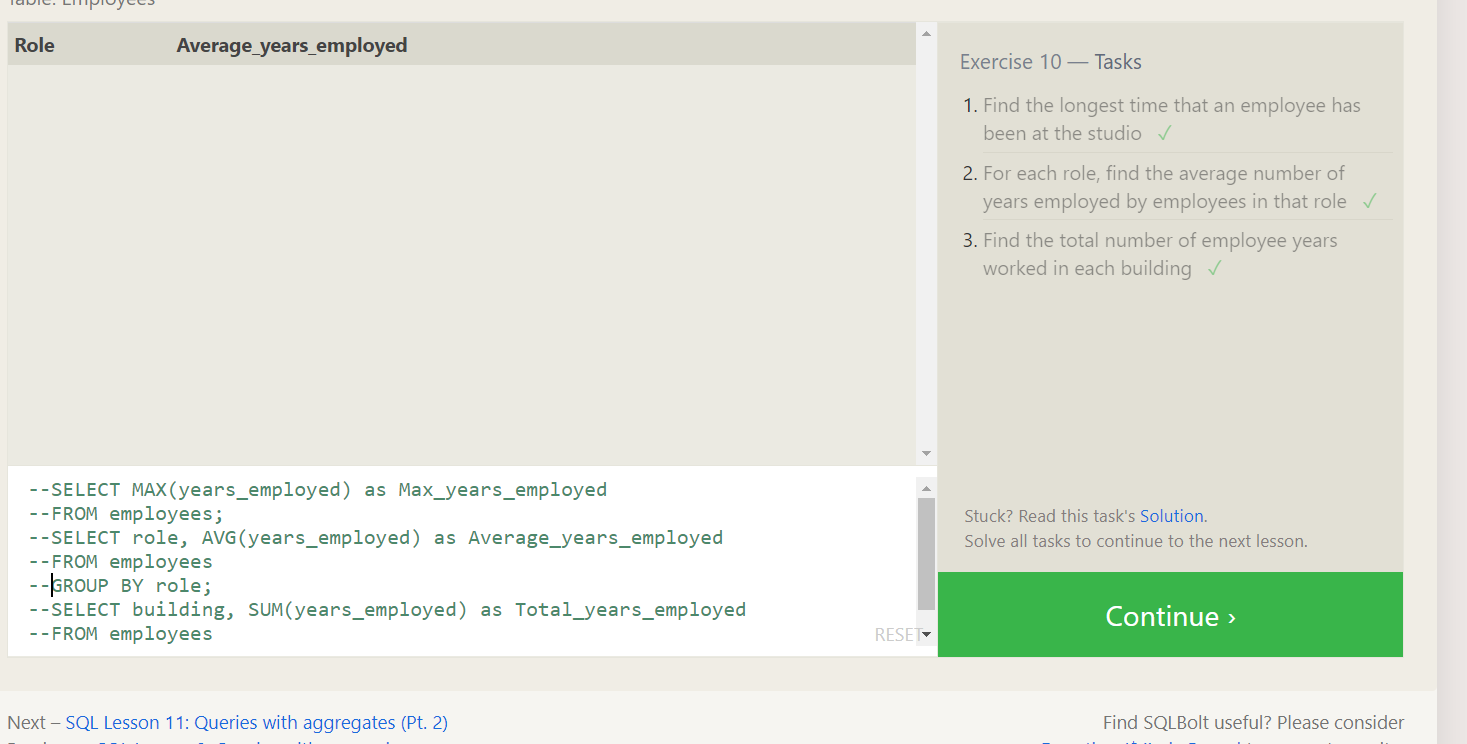 Table: Employees
Role Average_years_employed
--SELECT MAX(years_employed) as Max_years_employed
--FROM employees;
--SELECT role, AVG(years_employed) as Average_years_employed
--FROM employees
--GROUP BY role;
--SELECT building, SUM(years_employed) as Total_years_employed
--FROM employees
RESET
Exercise 10 — Tasks
1. Find the longest time that an employee has
been at the studio ✓
2. For each role, find the average number of
years employed by employees in that role ✓
3. Find the total number of employee years
worked in each building ✓
Stuck? Read this task's Solution.
Solve all tasks to continue to the next lesson.
Continue ›
Next – SQL Lesson 11: Queries with aggregates (Pt. 2)
Find SQLBolt useful? Please consider